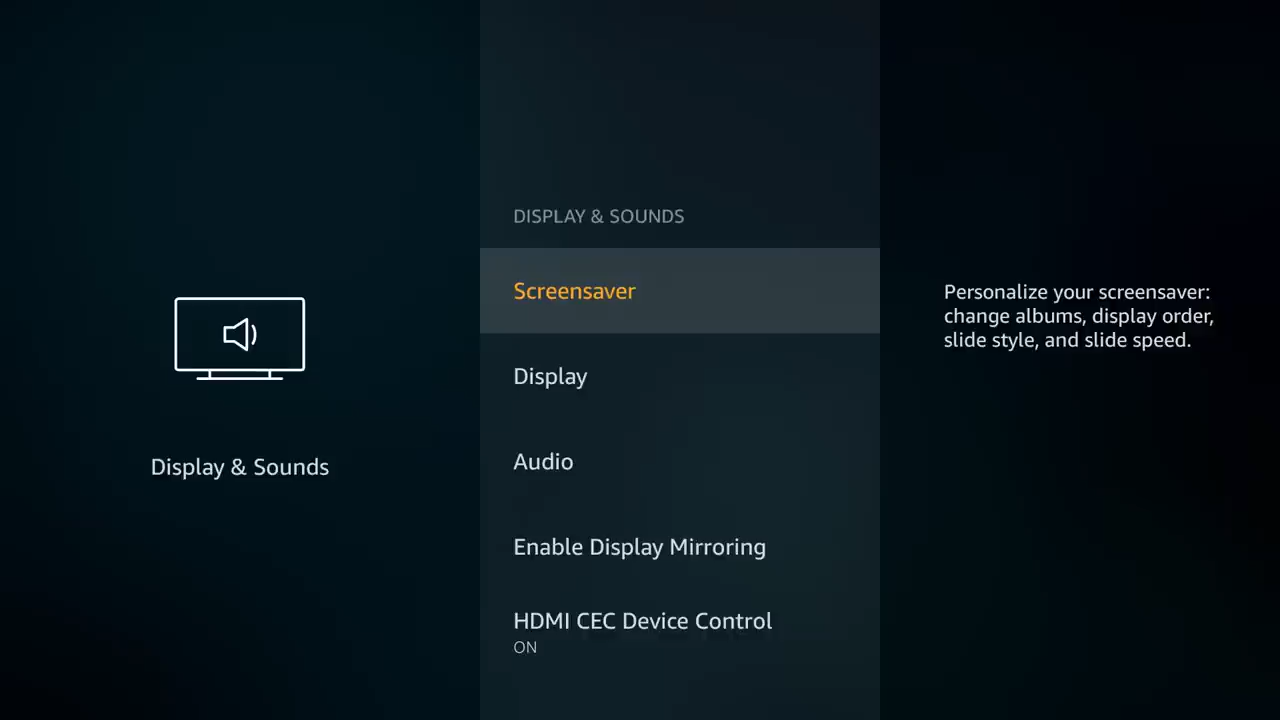 DISPLAY & SOUNDS
Screensaver
Display
Audio
Enable Display Mirroring
HDMI CEC Device Control
ON
Display & Sounds
Personalize your screensaver:
change albums, display order,
slide style, and slide speed.